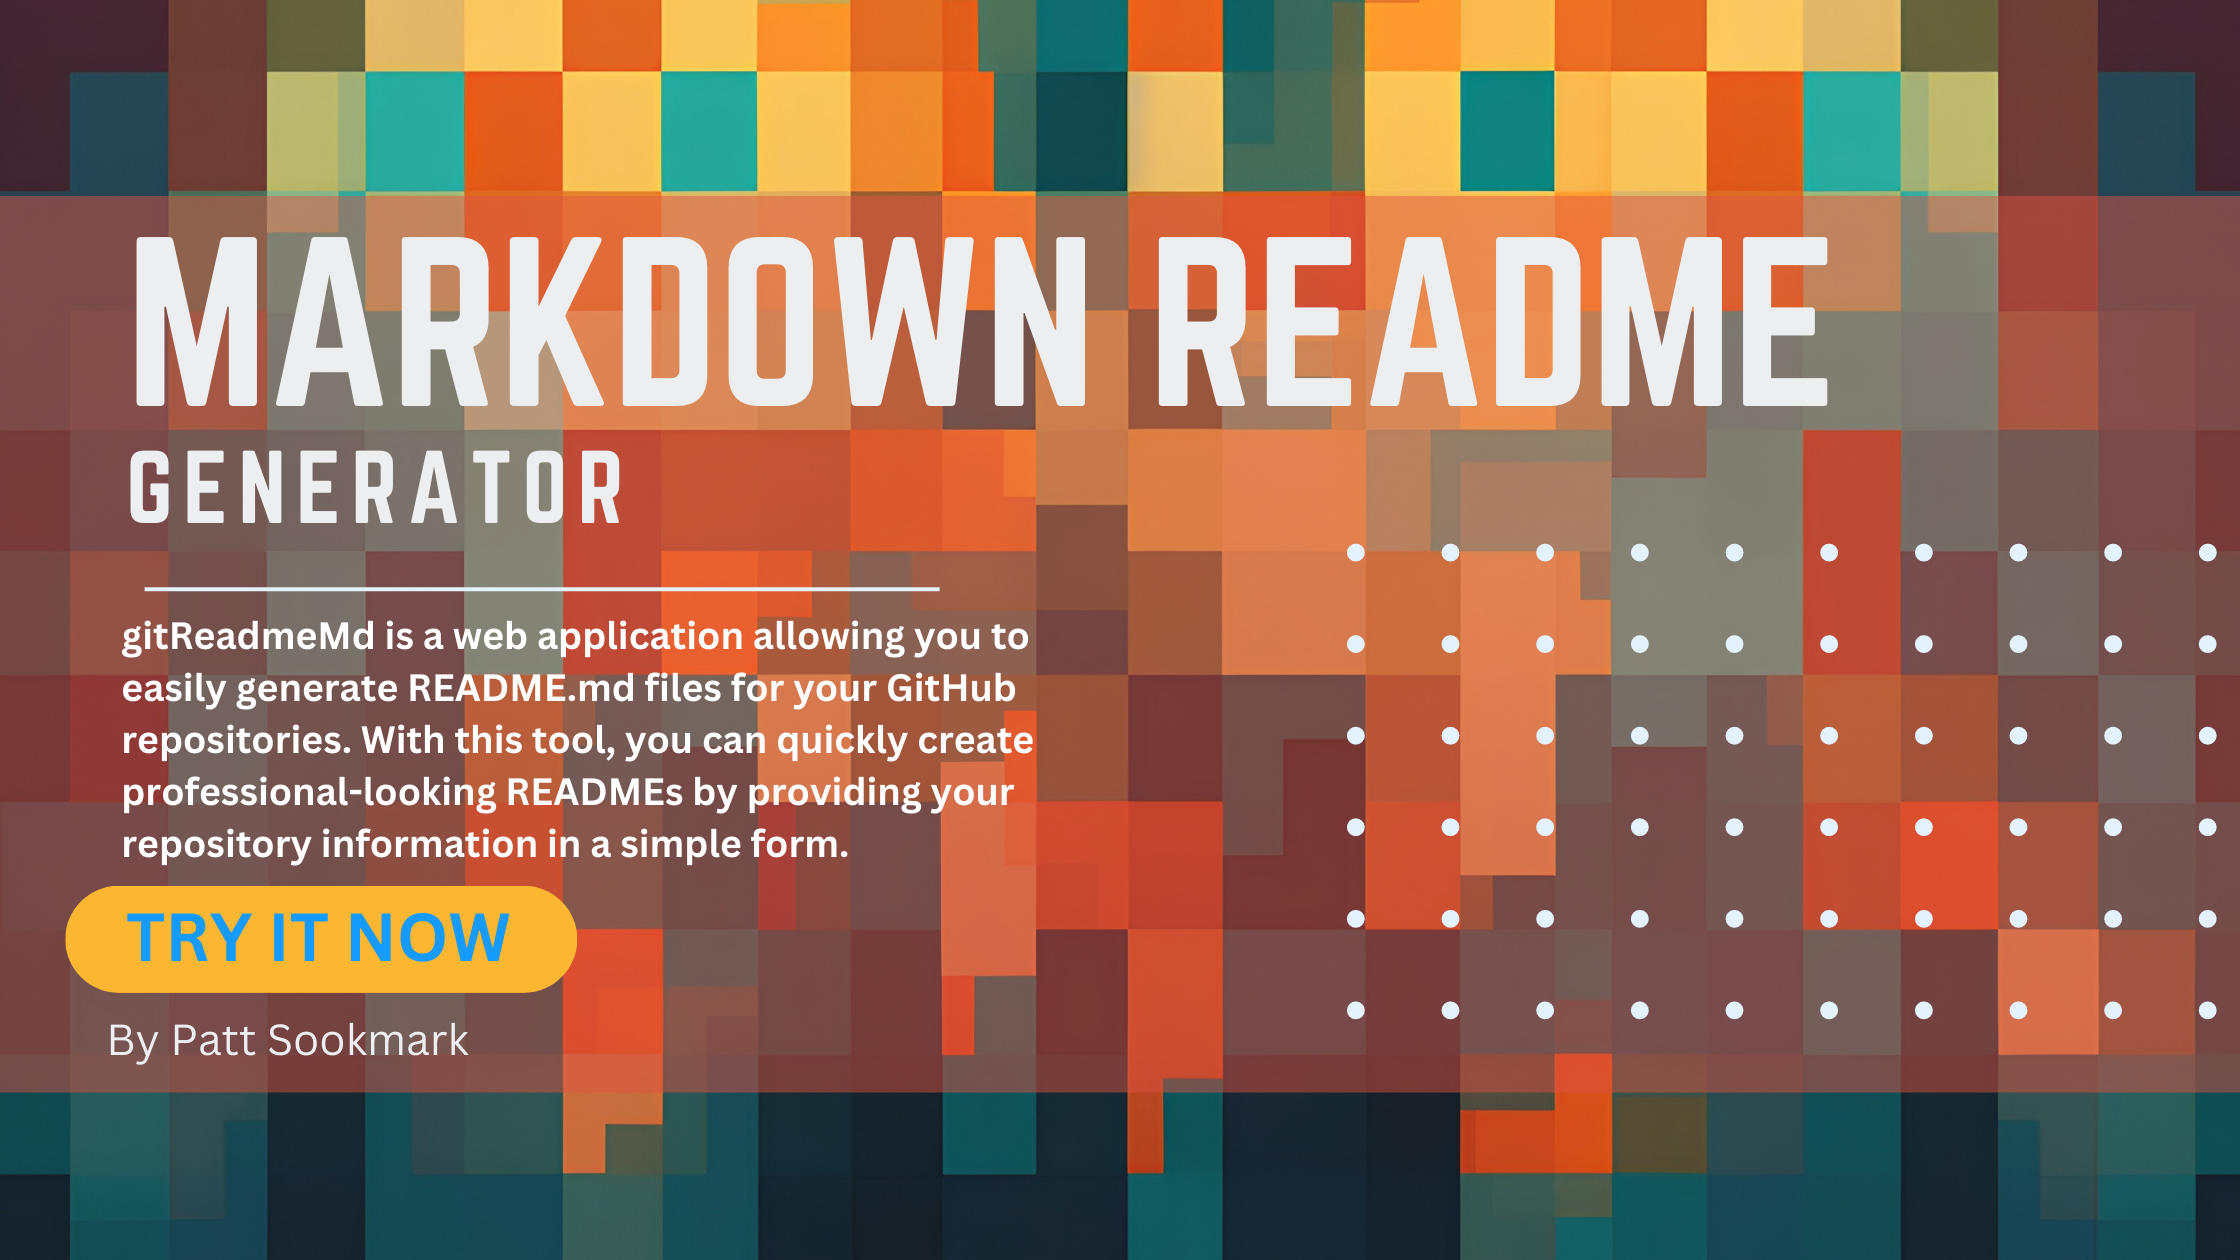 MARKDOWN README
GENERATOR
gitReadmeMd is a web application allowing you to
easily generate README.md files for your GitHub
repositories. With this tool, you can quickly create
professional-looking READMEs by providing your
repository information in a simple form.
TRY IT NOW
By Patt Sookmark